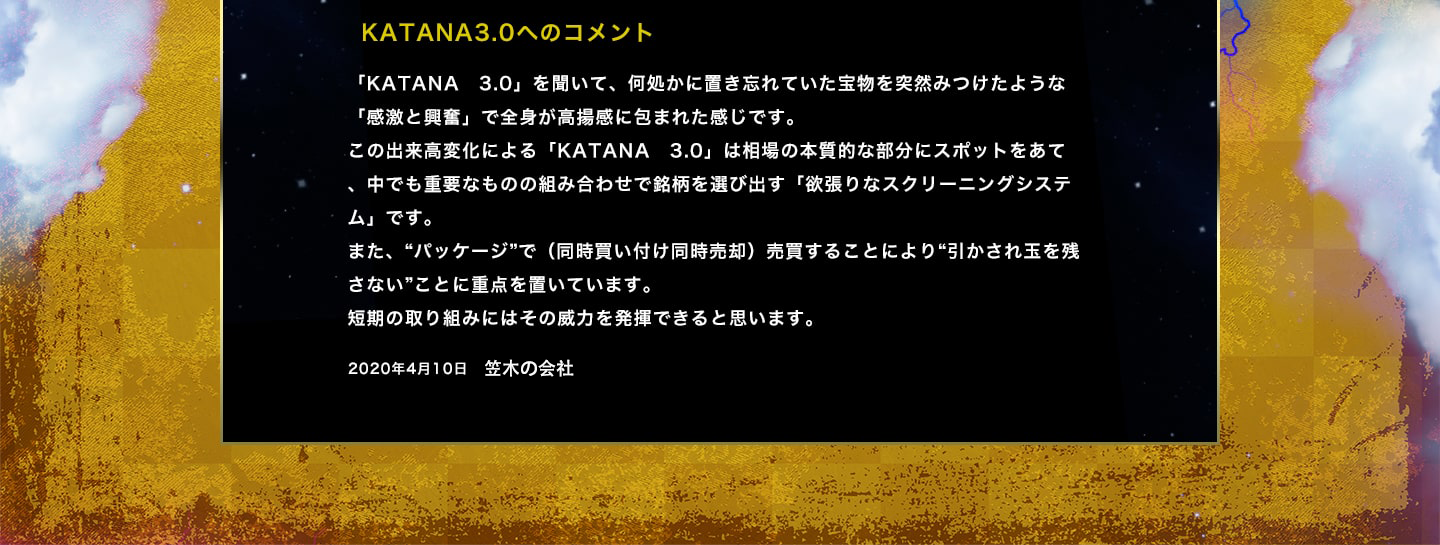 KATANA3.0へのコメント
「KATANA　3.0」を聞いて、何処かに置き忘れていた宝物を突然みつけたような
「感激と興奮」で全身が高揚感に包まれた感じです。
この出来高変化による「KATANA　3.0」は相場の本質的な部分にスポットをあて
、中でも重要なものの組み合わせで銘柄を選び出す「欲張りなスクリーニングシステ
ム」です。
また、“パッケージ”で（同時買い付け同時売却）売買することにより“引かされ玉を残
さない”ことに重点を置いています。
短期の取り組みにはその威力を発揮できると思います。
2020年4月10日　笠木の会社